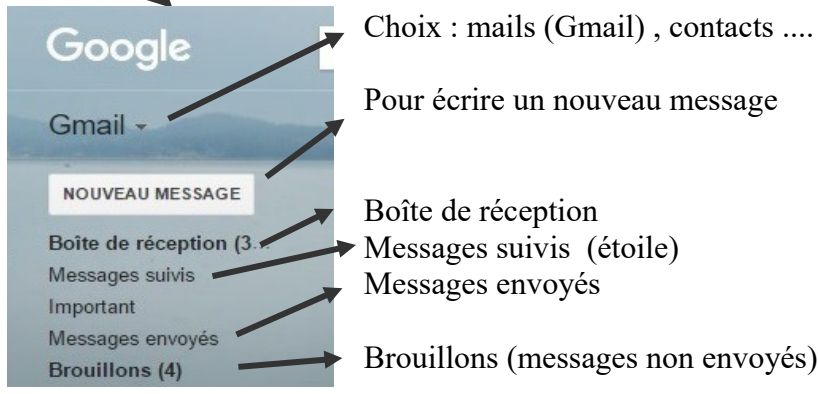 Google
Choix : mails (Gmail) , contacts ....
Gmail
Pour écrire un nouveau message
NOUVEAU MESSAGE
Boîte de réception (3...
Messages suivis
Important
Messages envoyés
Brouillons (4)
Boîte de réception
Messages suivis (étoile)
Messages envoyés
Brouillons (messages non envoyés)